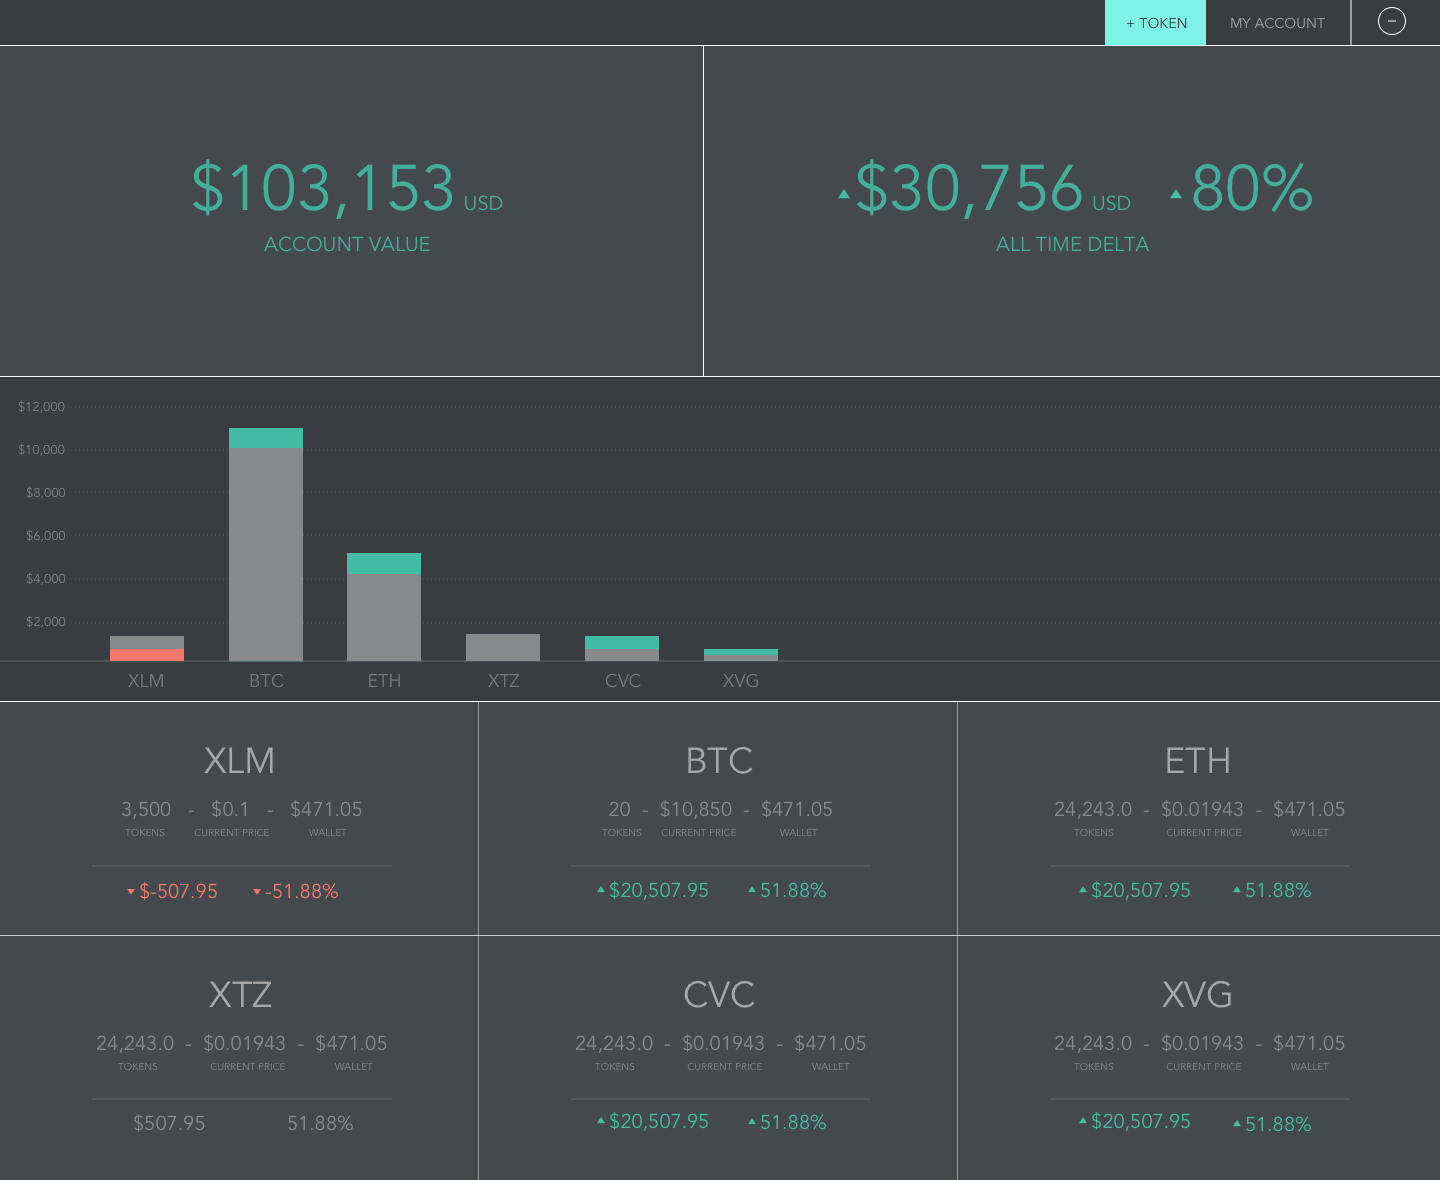 + TOKEN MY ACCOUNT
$103,153 USD
ACCOUNT VALUE
$30,756 USD 80%
ALL TIME DELTA
$12,000
$10,000
$8,000
$6,000
$4,000
$2,000
XLM BTC ETH XTZ CVC XVG
XLM
3,500 - $0.1 - $471.05
TOKENS CURRENT PRICE WALLET
$-507.95 -51.88%
BTC
20 - $10,850 - $471.05
TOKENS CURRENT PRICE WALLET
$20,507.95 51.88%
ETH
24,243.0 - $0.01943 - $471.05
TOKENS CURRENT PRICE WALLET
$20,507.95 51.88%
XTZ
24,243.0 - $0.01943 - $471.05
TOKENS CURRENT PRICE WALLET
$507.95 51.88%
CVC
24,243.0 - $0.01943 - $471.05
TOKENS CURRENT PRICE WALLET
$20,507.95 51.88%
XVG
24,243.0 - $0.01943 - $471.05
TOKENS CURRENT PRICE WALLET
$20,507.95 51.88%